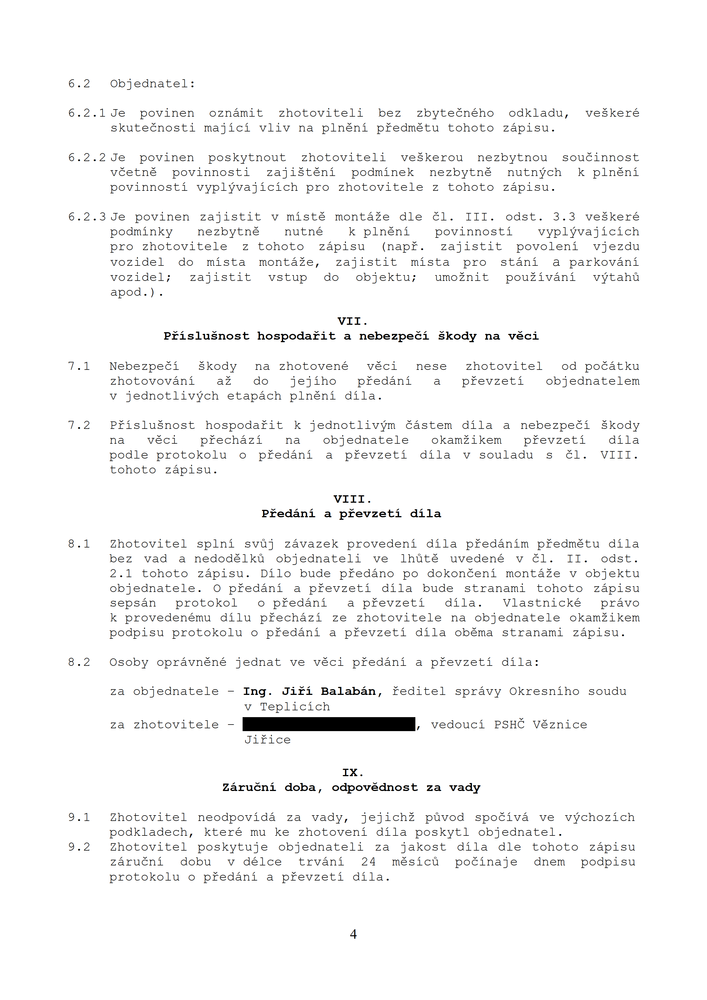 6.2 Objednatel:
6.2.1 Je povinen oznámit zhotoviteli bez zbytečného odkladu, veškeré
skutečnosti mající vliv na plnění předmětu tohoto zápisu.
6.2.2 Je povinen poskytnout zhotoviteli veškerou nezbytnou součinnost
včetně povinnosti zajištění podmínek nezbytně nutných k plnění
povinností vyplývajících pro zhotovitele z tohoto zápisu.
6.2.3 Je povinen zajistit v místě montáže dle čl. III. odst. 3.3 veškeré
podmínky nezbytně nutné k plnění povinností vyplývajících
pro zhotovitele z tohoto zápisu (např. zajistit povolení vjezdu
vozidel do místa montáže, zajistit místa pro stání a parkování
vozidel; zajistit vstup do objektu; umožnit používání výtahů
apod.).
VII.
Příslušnost hospodařit a nebezpečí škody na věci
7.1 Nebezpečí škody na zhotovené věci nese zhotovitel od počátku
zhotovování až do jejího předání a převzetí objednatelem
v jednotlivých etapách plnění díla.
7.2 Příslušnost hospodařit k jednotlivým částem díla a nebezpečí škody
na věci přechází na objednatele okamžikem převzetí díla
podle protokolu o předání a převzetí díla v souladu s čl. VIII.
tohoto zápisu.
VIII.
Předání a převzetí díla
8.1 Zhotovitel splní svůj závazek provedení díla předáním předmětu díla
bez vad a nedodělků objednateli ve lhůtě uvedené v čl. II. odst.
2.1 tohoto zápisu. Dílo bude předáno po dokončení montáže v objektu
objednatele. O předání a převzetí díla bude stranami tohoto zápisu
sepsán protokol o předání a převzetí díla. Vlastnické právo
k provedenému dílu přechází ze zhotovitele na objednatele okamžikem
podpisu protokolu o předání a převzetí díla oběma stranami zápisu.
8.2 Osoby oprávněné jednat ve věci předání a převzetí díla:
za objednatele – Ing. Jiří Balabán, ředitel správy Okresního soudu
v Teplicích
za zhotovitele – , vedoucí PSHČ Věznice
Jiřice
IX.
Záruční doba, odpovědnost za vady
9.1 Zhotovitel neodpovídá za vady, jejichž původ spočívá ve výchozích
podkladech, které mu ke zhotovení díla poskytl objednatel.
9.2 Zhotovitel poskytuje objednateli za jakost díla dle tohoto zápisu
záruční dobu v délce trvání 24 měsíců počínaje dnem podpisu
protokolu o předání a převzetí díla.
4